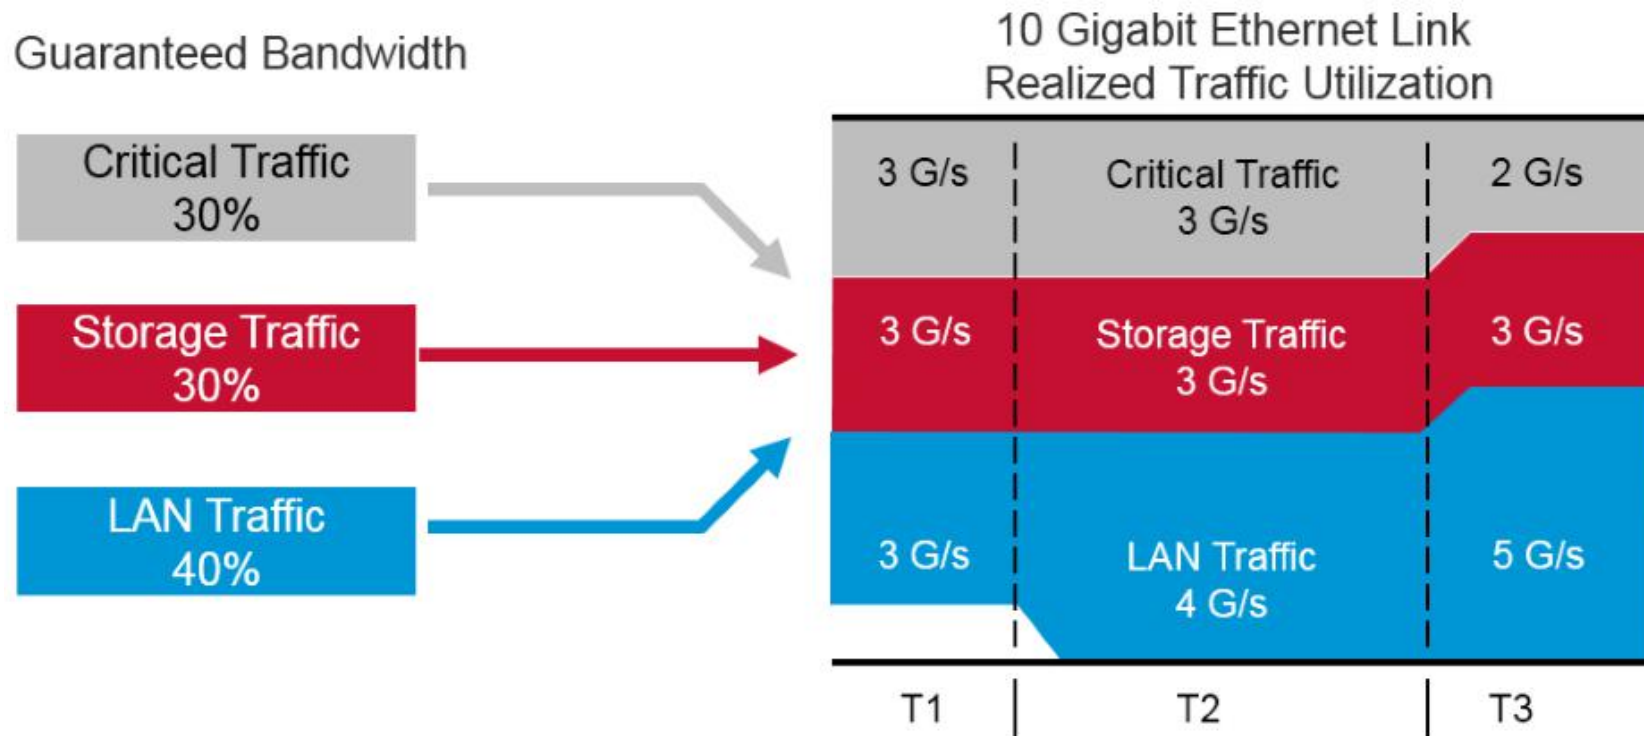 Guaranteed Bandwidth
10 Gigabit Ethernet Link
Realized Traffic Utilization
Critical Traffic
30%
Storage Traffic
30%
LAN Traffic
40%
3 G/s
Critical Traffic
3 G/s
2 G/s
3 G/s
Storage Traffic
3 G/s
3 G/s
3 G/s
LAN Traffic
4 G/s
5 G/s
T1
T2
T3